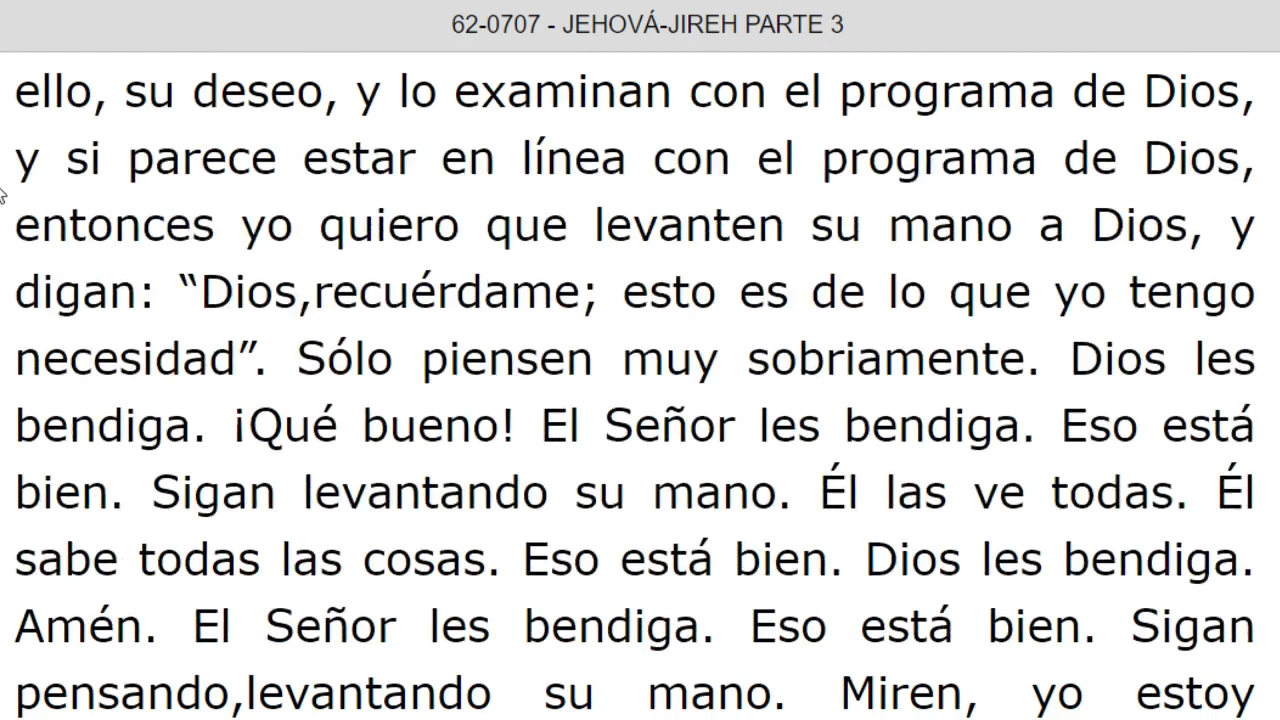 62-0707 - JEHOVÁ-JIREH PARTE 3
ello, su deseo, y lo examinan con el programa de Dios,
y si parece estar en línea con el programa de Dios,
entonces yo quiero que levanten su mano a Dios, y
digan: “Dios,recuérdame; esto es de lo que yo tengo
necesidad”. Sólo piensen muy sobriamente. Dios les
bendiga. ¡Qué bueno! El Señor les bendiga. Eso está
bien. Sigan levantando su mano. Él las ve todas. Él
sabe todas las cosas. Eso está bien. Dios les bendiga.
Amén. El Señor les bendiga. Eso está bien. Sigan
pensando,levantando su mano. Miren, yo estoy